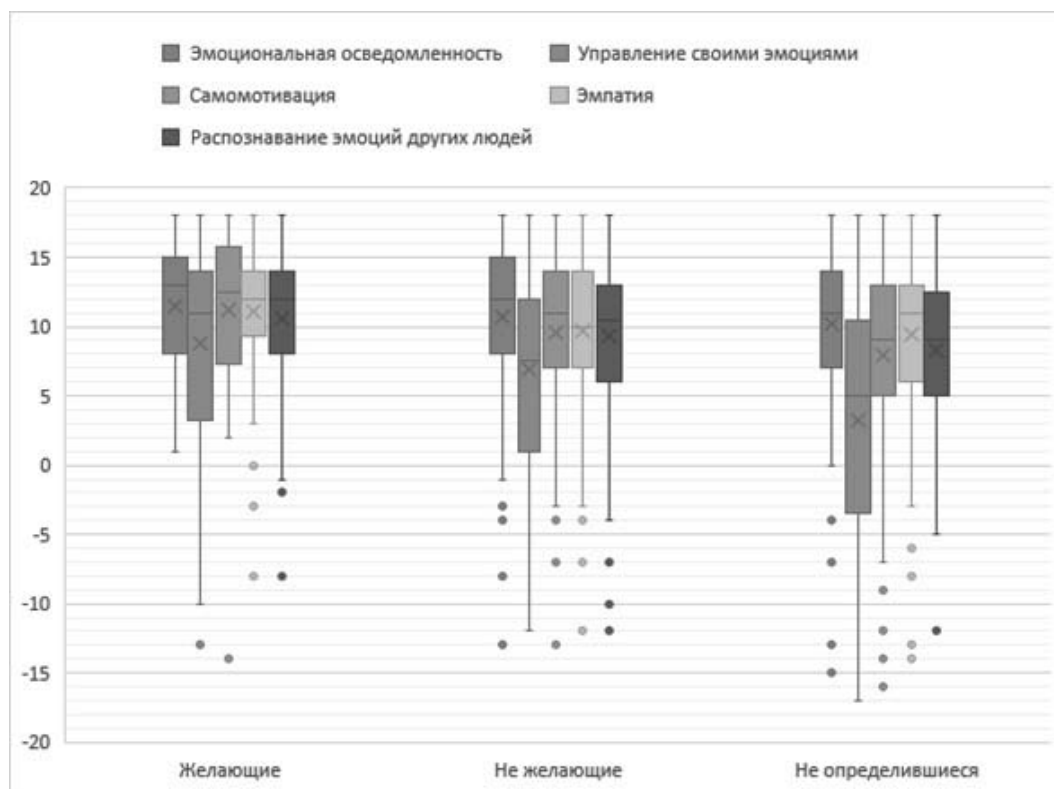 Эмоциональная осведомленность Управление своими эмоциями
Самомотивация Эмпатия
Распознавание эмоций других людей
20
15
10
5
0
-5
-10
-15
-20
Желающие Не желающие Не определившиеся